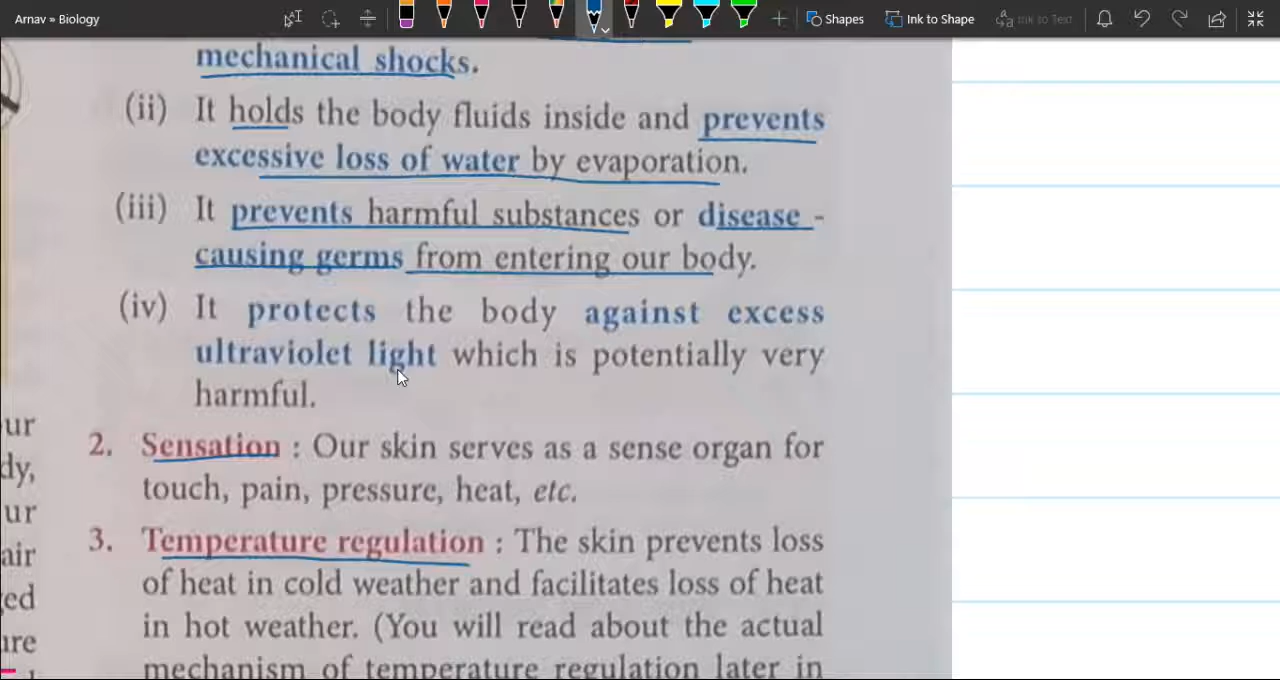 Arnav » Biology
Shapes
Ink to Shape
Ink to Text
mechanical shocks.
(ii) It holds the body fluids inside and prevents
excessive loss of water by evaporation.
(iii) It prevents harmful substances or disease -
causing germs from entering our body.
(iv) It protects the body against excess
ultraviolet light which is potentially very
harmful.
2. Sensation : Our skin serves as a sense organ for
touch, pain, pressure, heat, etc.
3. Temperature regulation : The skin prevents loss
of heat in cold weather and facilitates loss of heat
in hot weather. (You will read about the actual
mechanism of temperature regulation later in
ur
dy,
ur
air
ed
are